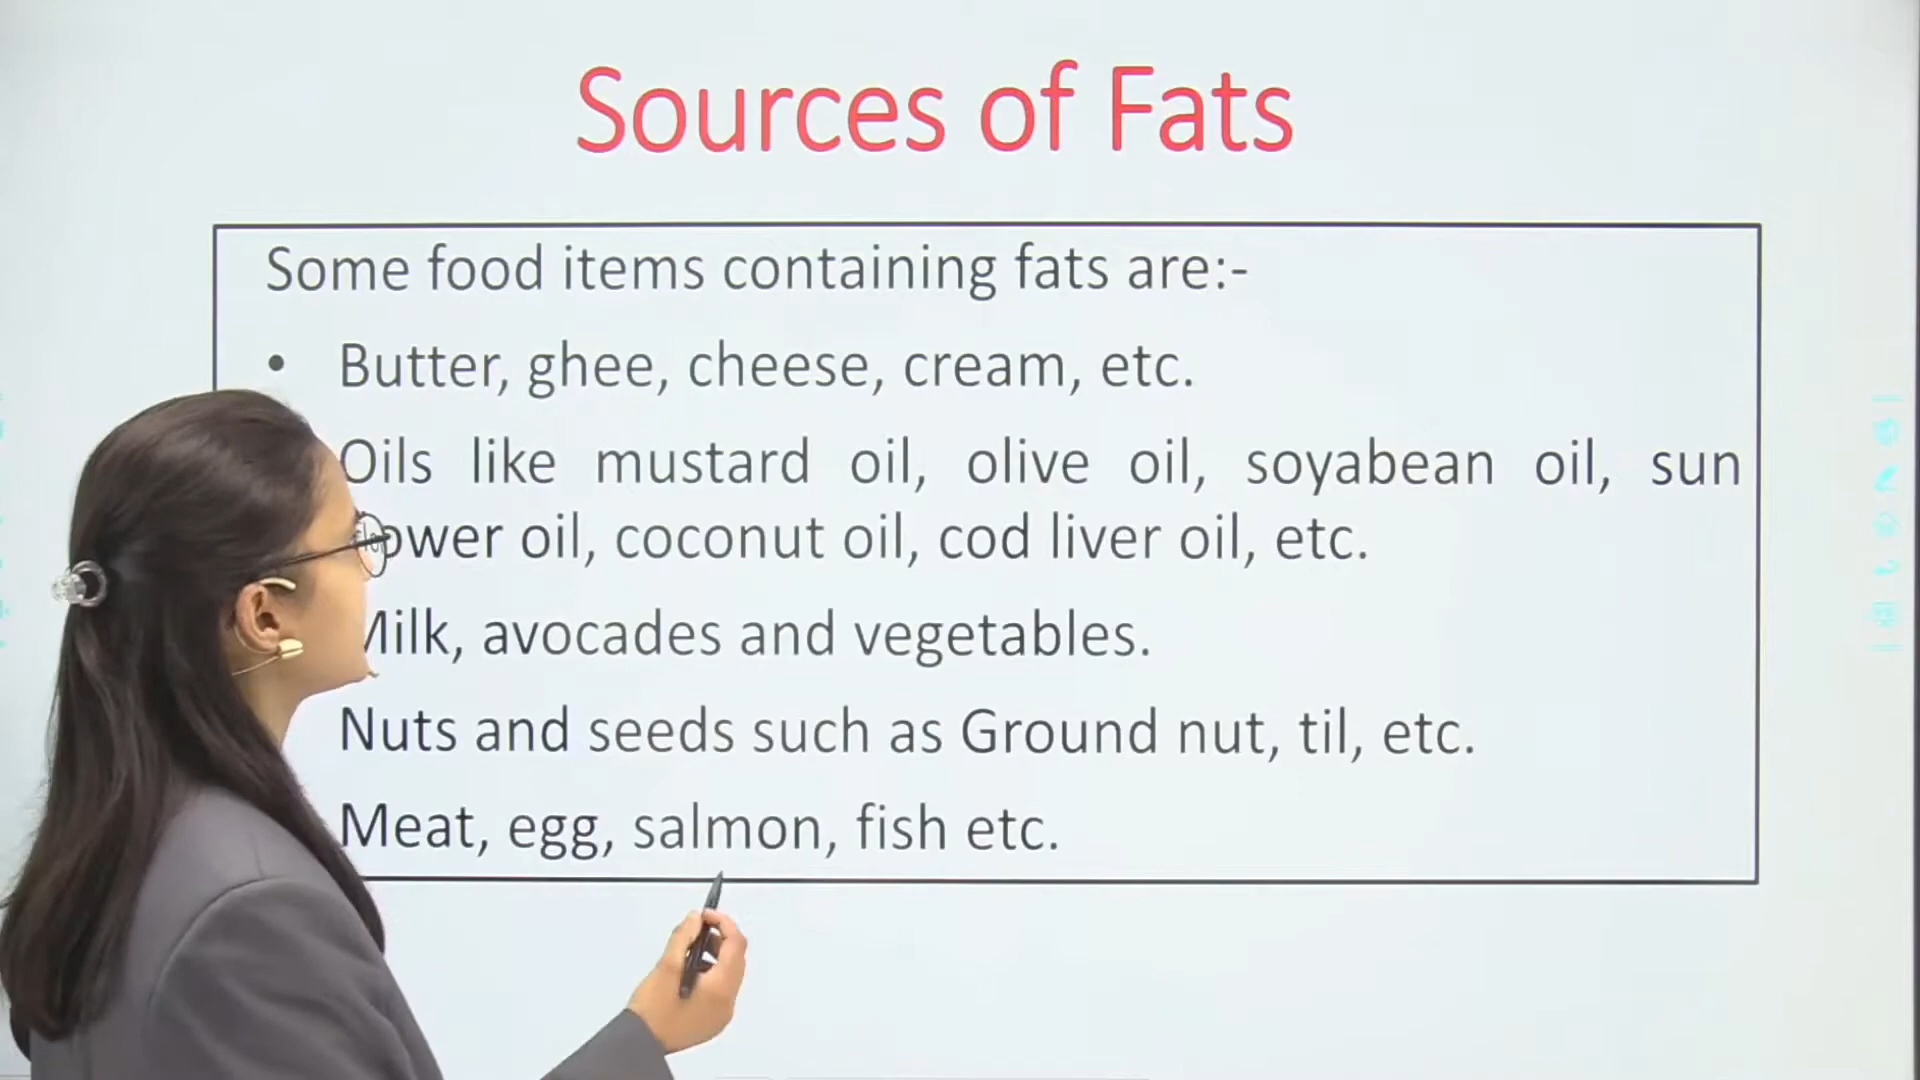 Sources of Fats
Some food items containing fats are:-
• Butter, ghee, cheese, cream, etc.
Oils like mustard oil, olive oil, soyabean oil, sun
flower oil, coconut oil, cod liver oil, etc.
Milk, avocades and vegetables.
Nuts and seeds such as Ground nut, til, etc.
Meat, egg, salmon, fish etc.